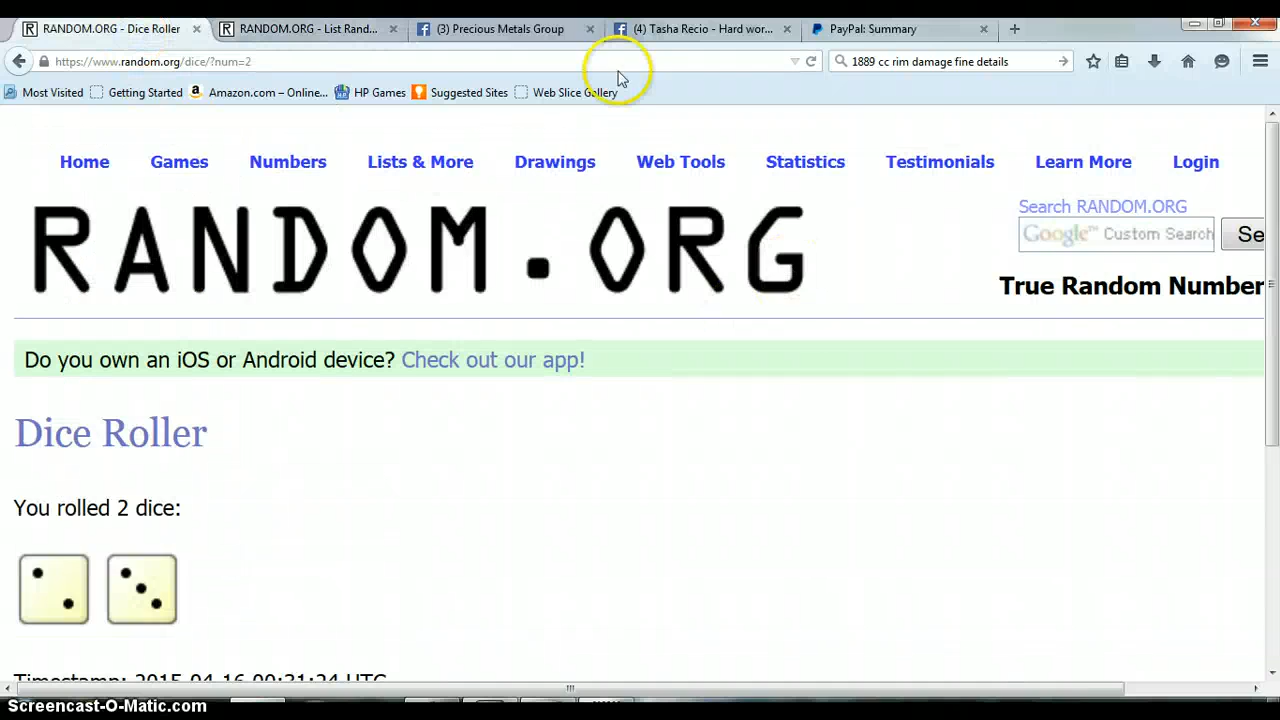 RANDOM.ORG - Dice Roller
RANDOM.ORG - List Rand...
(3) Precious Metals Group
(4) Tasha Recio - Hard wor...
PayPal: Summary
https://www.random.org/dice/?num=2
1889 cc rim damage fine details
Most Visited
Getting Started
Amazon.com – Online...
HP Games
Suggested Sites
Web Slice Gallery
Home
Games
Numbers
Lists & More
Drawings
Web Tools
Statistics
Testimonials
Learn More
Login
RANDOM.ORG
Search RANDOM.ORG
Google™ Custom Search
Se
True Random Number
Do you own an iOS or Android device? Check out our app!
Dice Roller
You rolled 2 dice:
Timestamp: 2015-04-16 00:31:24 UTC
Screencast-O-Matic.com